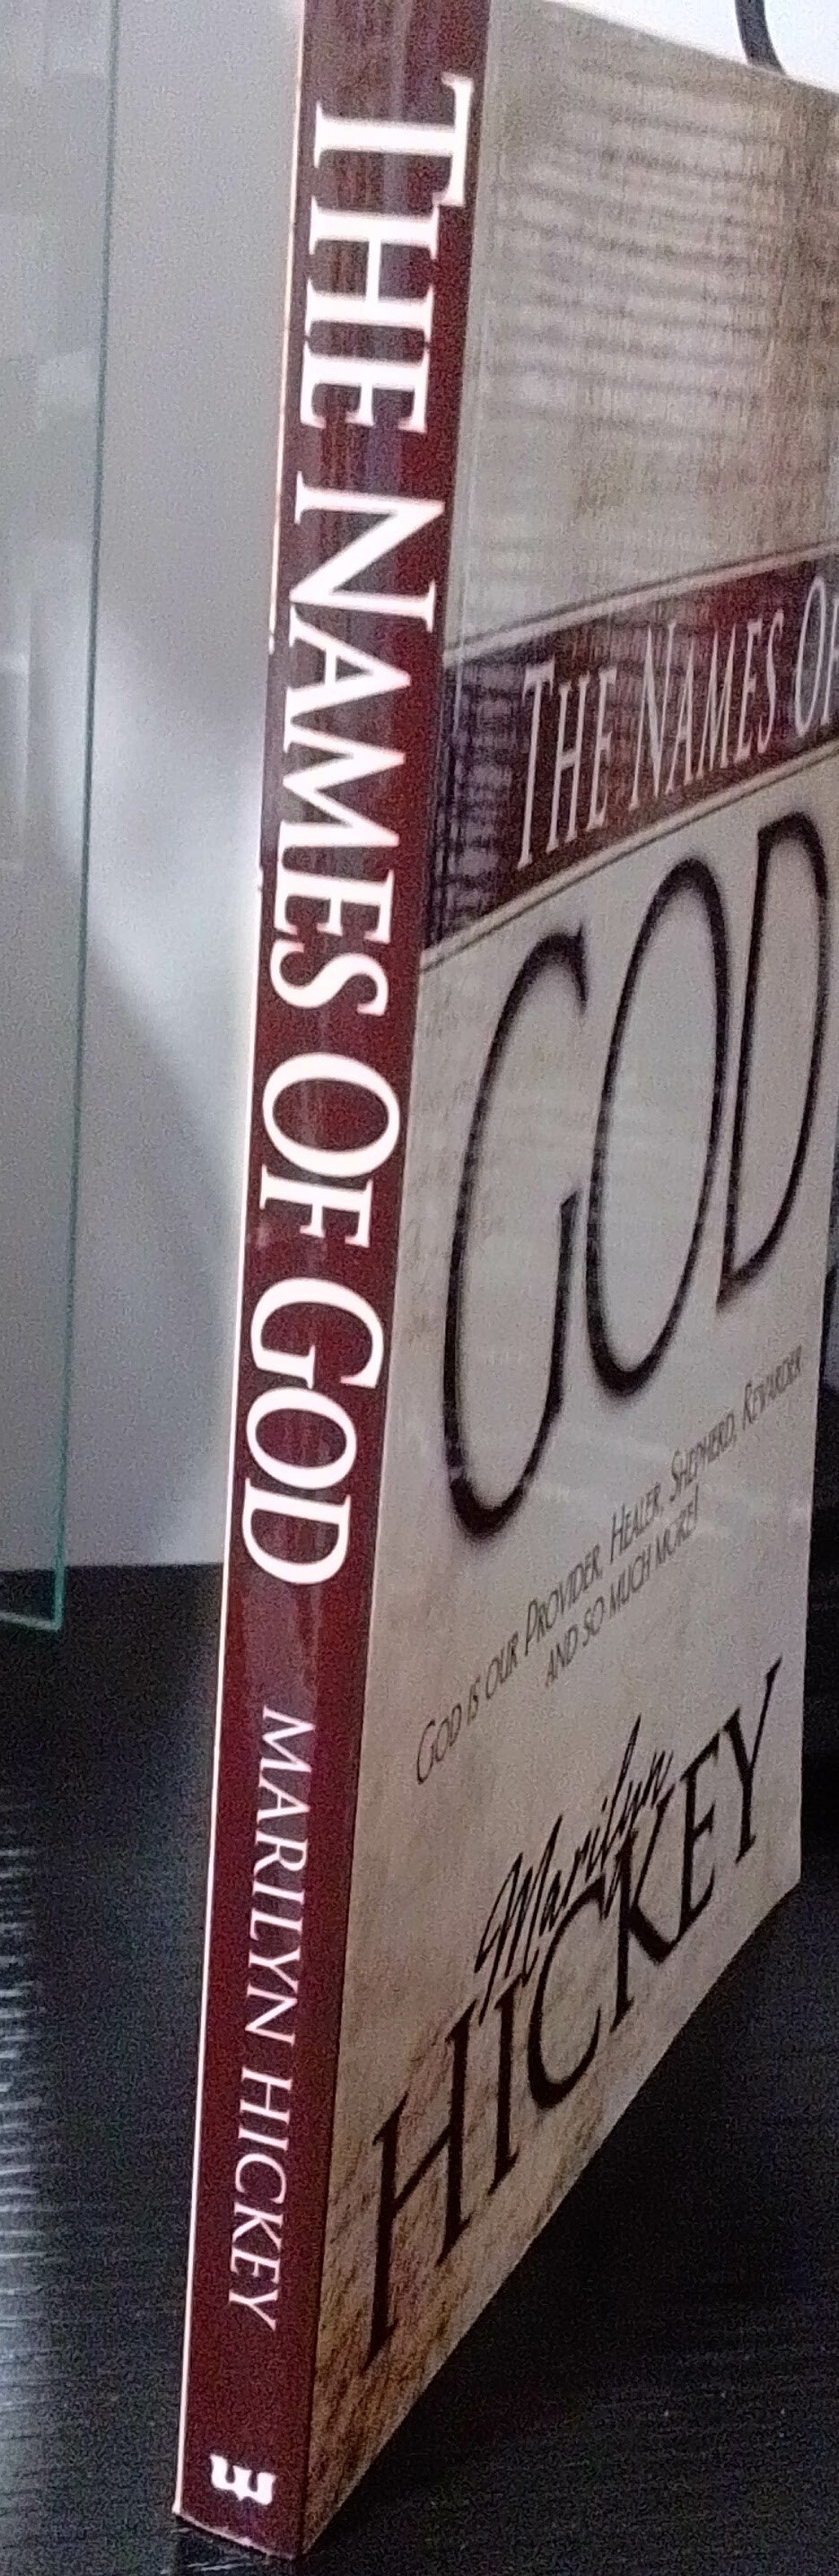 THE NAMES OF GOD MARILYN HICKEY
THE NAMES OF
GOD
GOD IS OUR PROVIDER, HEALER, SHEPHERD, REWARDER
AND SO MUCH MORE!
Marilyn
HICKEY